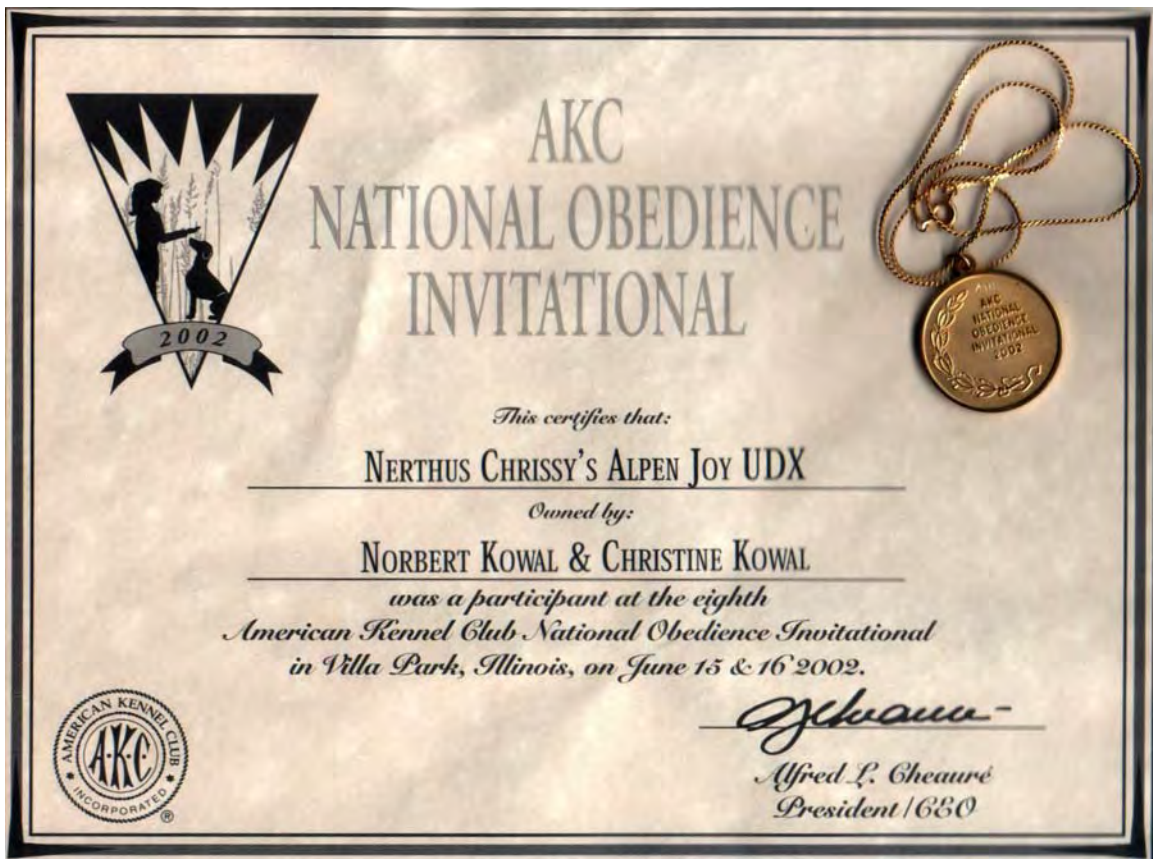 AKC
NATIONAL OBEDIENCE
INVITATIONAL
2002
AKC
NATIONAL
OBEDIENCE
INVITATIONAL
2002
This certifies that:
NERTHUS CHRISSY'S ALPEN JOY UDX
Owned by:
NORBERT KOWAL & CHRISTINE KOWAL
was a participant at the eighth
American Kennel Club National Obedience Invitational
in Villa Park, Illinois, on June 15 & 16 2002.
Alfred L. Cheauré
President/CEO
AMERICAN KENNEL CLUB
A·K·C
INCORPORATED
®